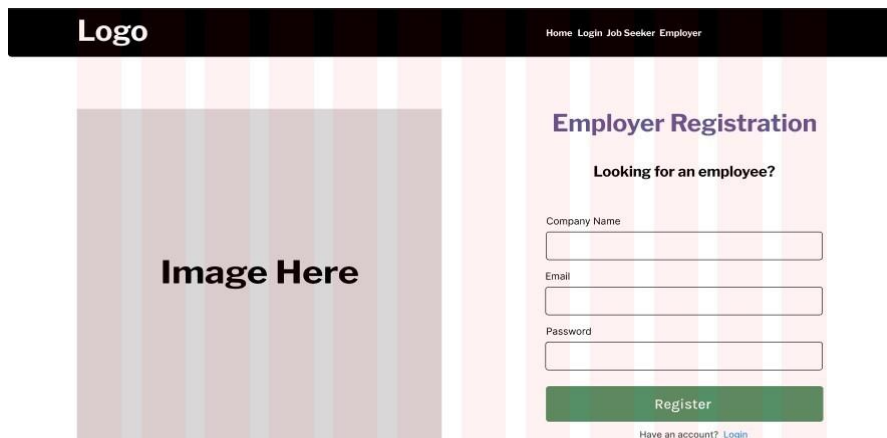 Logo
Home Login Job Seeker Employer
Image Here
Employer Registration
Looking for an employee?
Company Name
Email
Password
Register
Have an account? Login